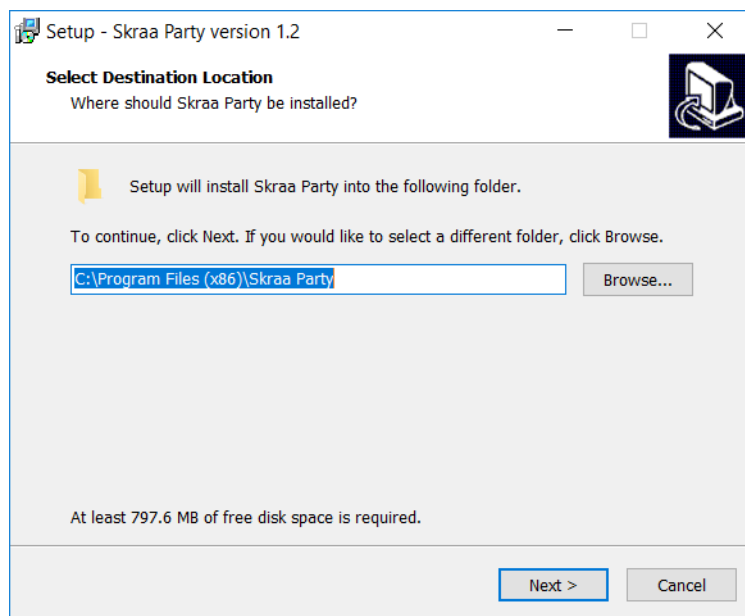 Setup - Skraa Party version 1.2
Select Destination Location
Where should Skraa Party be installed?
Setup will install Skraa Party into the following folder.
To continue, click Next. If you would like to select a different folder, click Browse.
C:\Program Files (x86)\Skraa Party
Browse...
At least 797.6 MB of free disk space is required.
Next >
Cancel